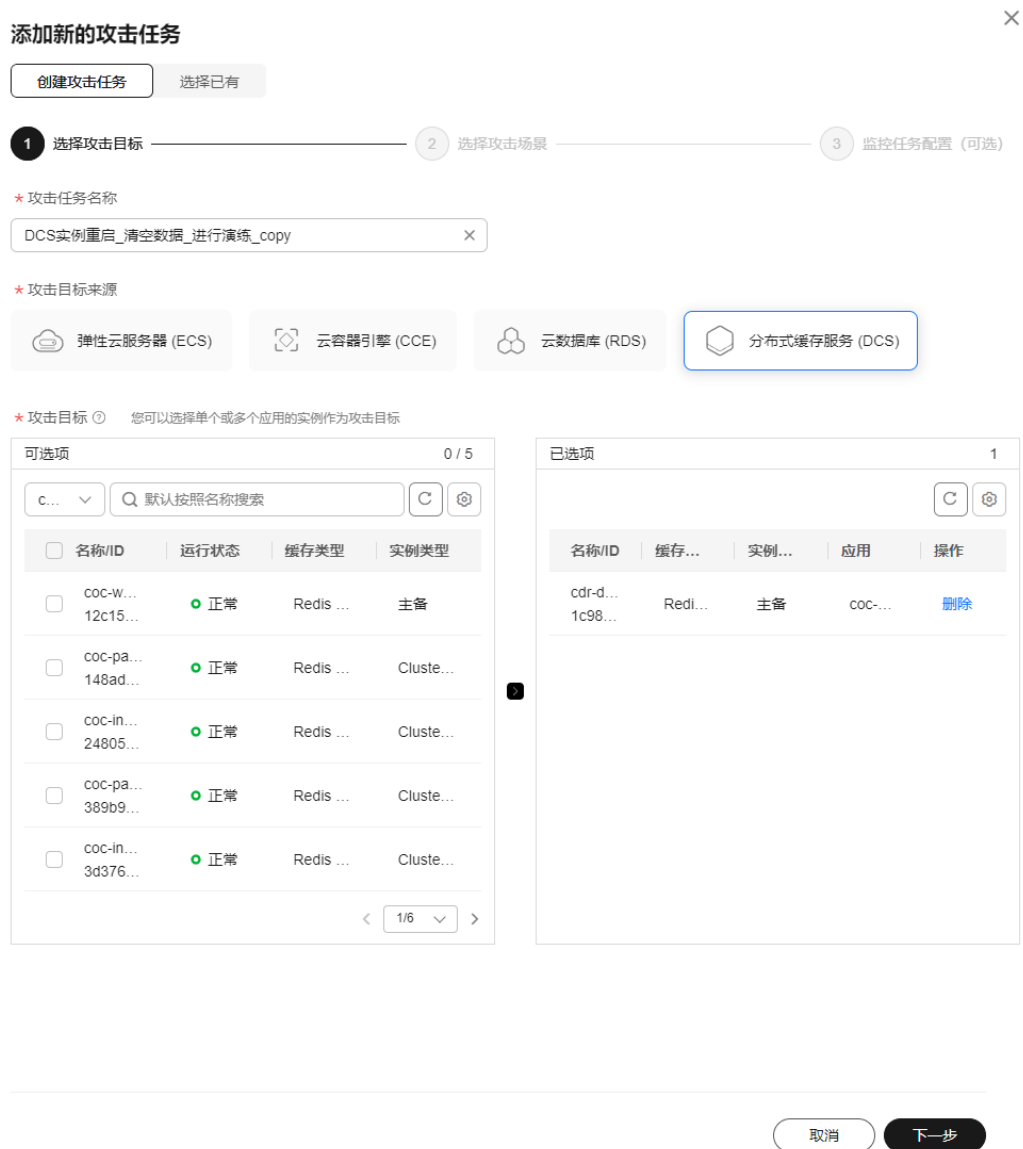 添加新的攻击任务
创建攻击任务 选择已有
1 选择攻击目标 2 选择攻击场景 3 监控任务配置（可选）
* 攻击任务名称
DCS实例重启_清空数据_进行演练_copy
* 攻击目标来源
弹性云服务器 (ECS) 云容器引擎 (CCE) 云数据库 (RDS) 分布式缓存服务 (DCS)
* 攻击目标 ? 您可以选择单个或多个应用的实例作为攻击目标
可选项 0 / 5
c... 默认按照名称搜索
名称/ID 运行状态 缓存类型 实例类型
coc-w...
12c15...
正常 Redis ... 主备
coc-pa...
148ad...
正常 Redis ... Cluste...
coc-in...
24805...
正常 Redis ... Cluste...
coc-pa...
389b9...
正常 Redis ... Cluste...
coc-in...
3d376...
正常 Redis ... Cluste...
1/6
已选项 1
名称/ID 缓存... 实例... 应用 操作
cdr-d...
1c98...
Redi... 主备 coc-... 删除
取消 下一步